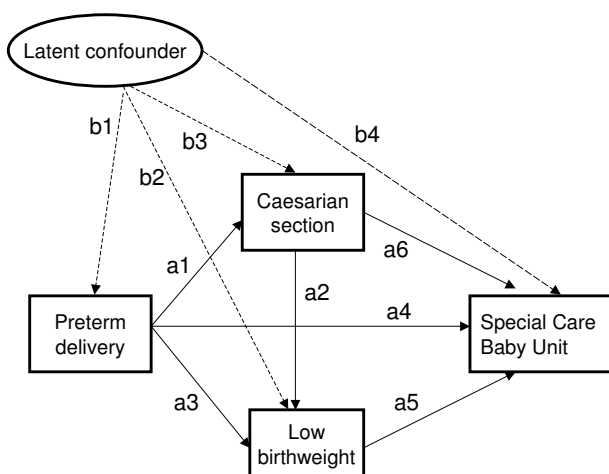 Latent confounder
b1
b3
b2
b4
Caesarian
section
a1
a2
a6
Preterm
delivery
a4
Special Care
Baby Unit
a3
a5
Low
birthweight